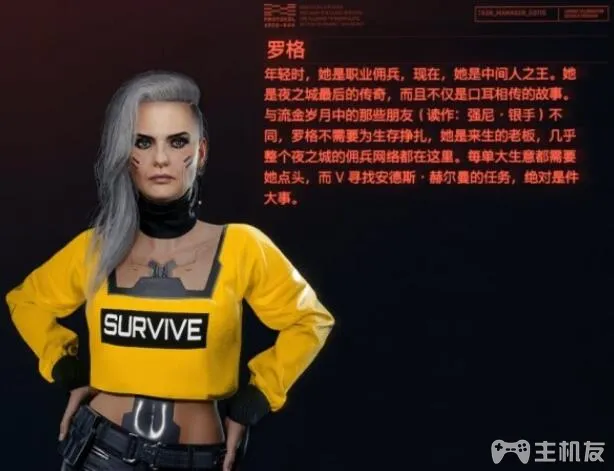 PROTOCOL
罗格
年轻时，她是职业佣兵，现在，她是中间人之王。她
是夜之城最后的传奇，而且不仅是口耳相传的故事。
与流金岁月中的那些朋友（读作：强尼·银手）不
同，罗格不需要为生存挣扎，她是来生的老板，几乎
整个夜之城的佣兵网络都在这里。每单大生意都需要
她点头，而 V 寻找安德斯·赫尔曼的任务，绝对是件
大事。
SURVIVE
主机友